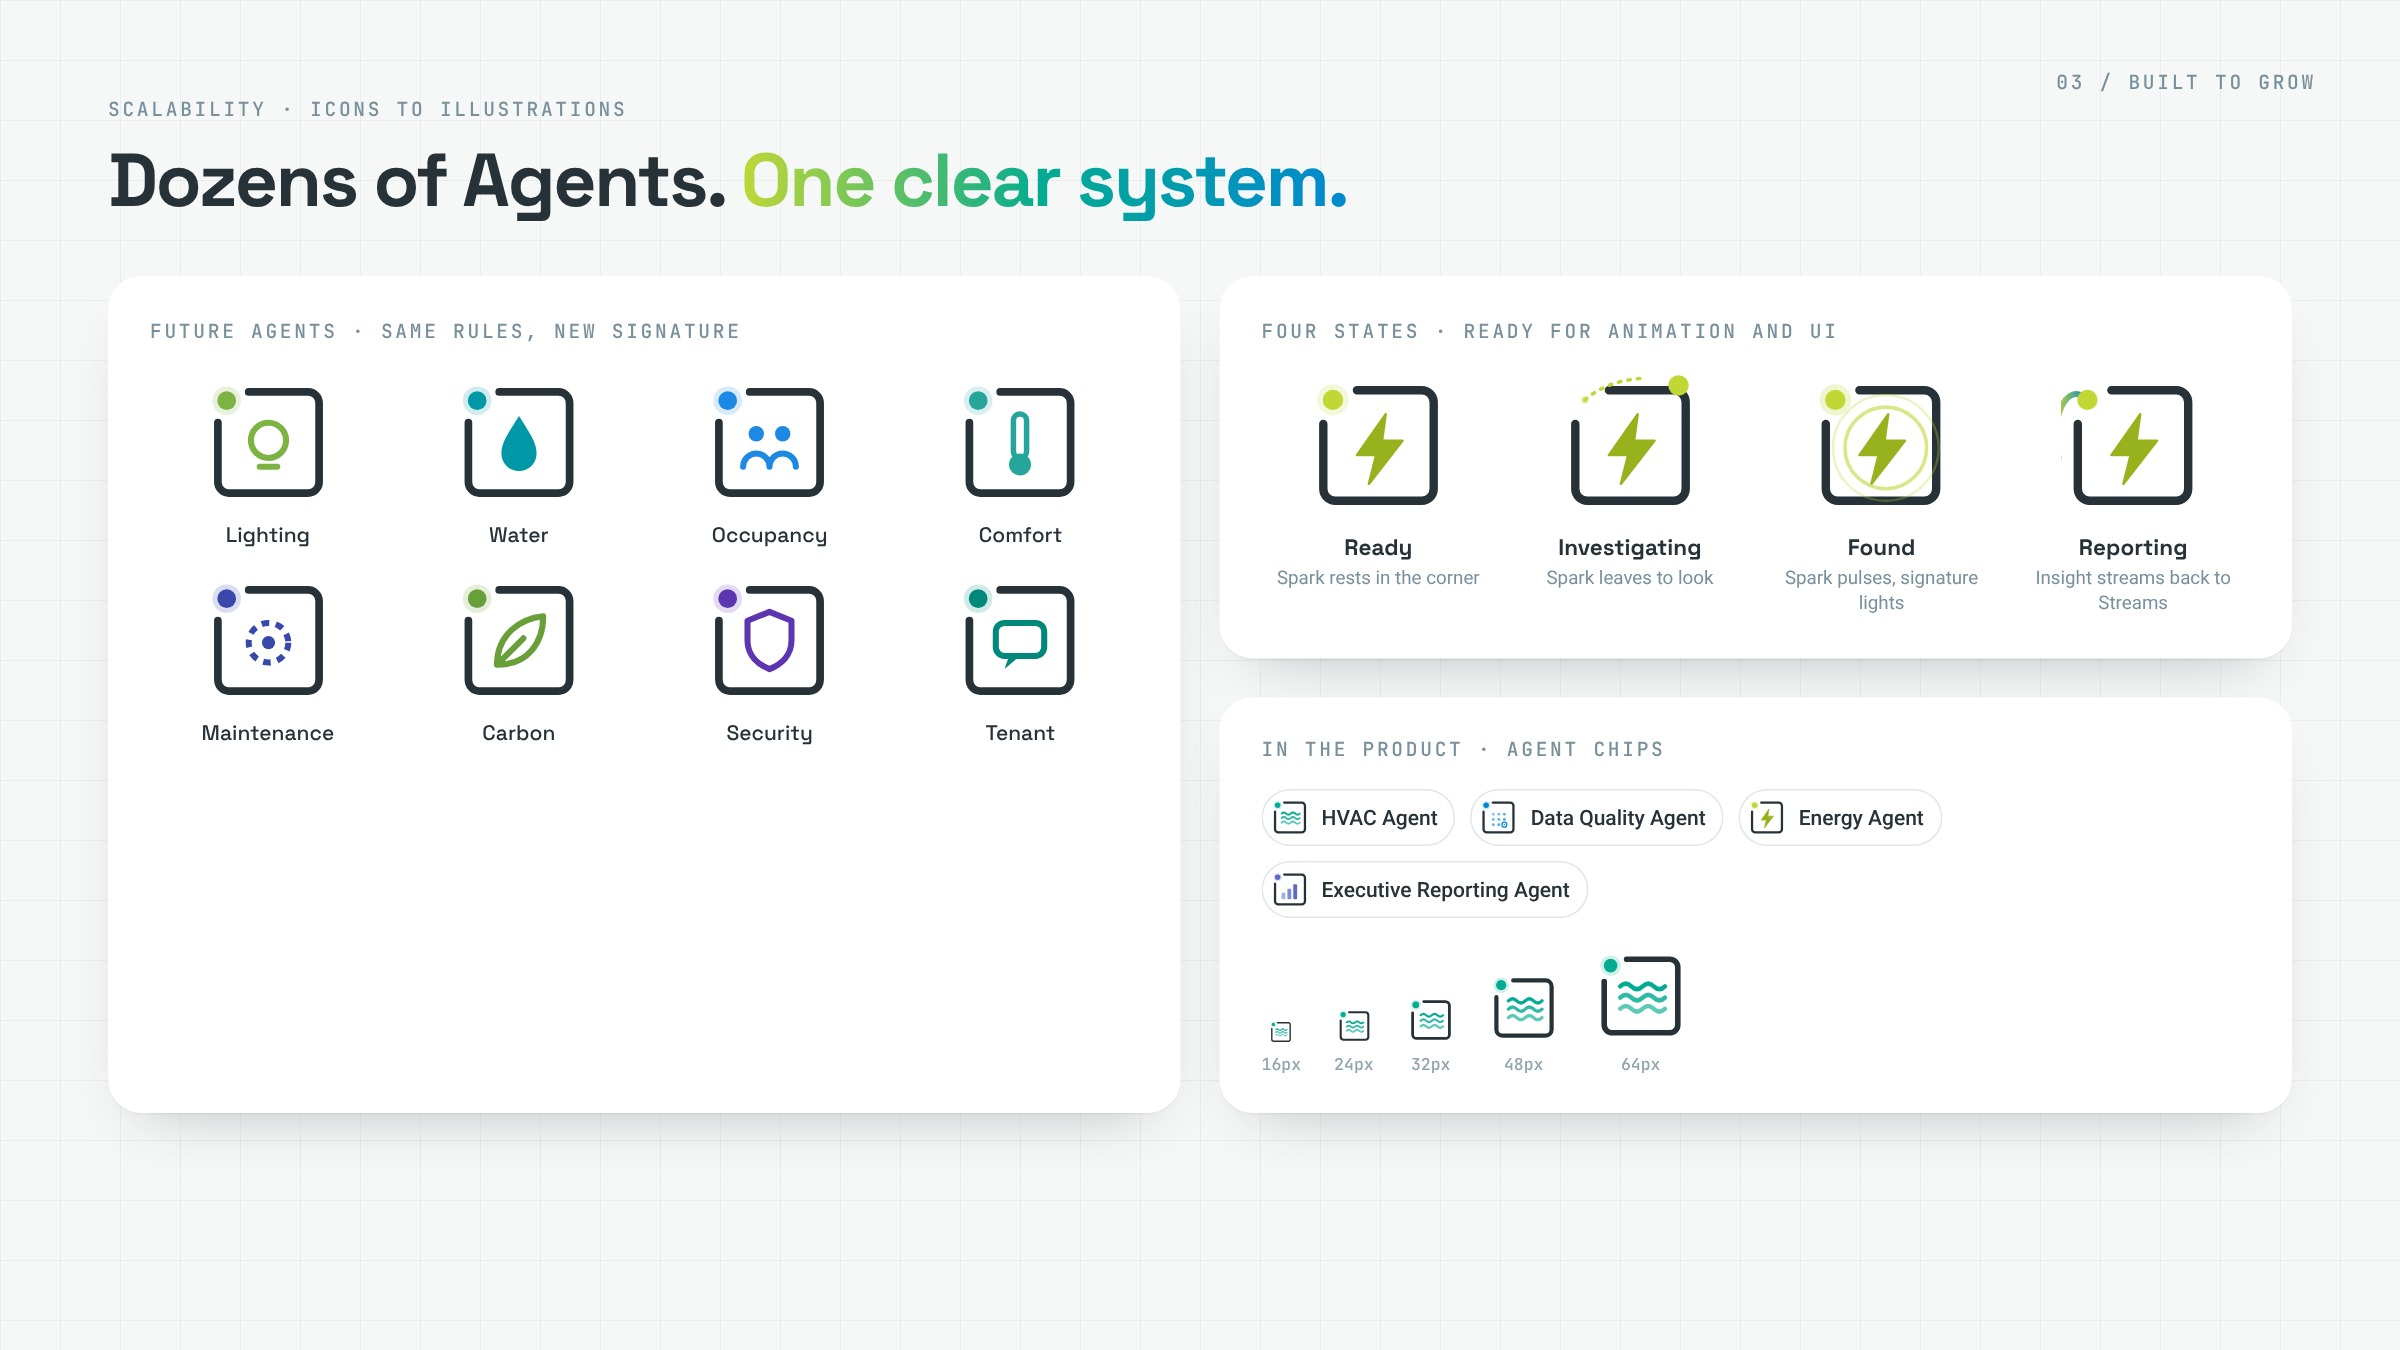 03 / BUILT TO GROW
SCALABILITY · ICONS TO ILLUSTRATIONS
Dozens of Agents. One clear system.
FUTURE AGENTS · SAME RULES, NEW SIGNATURE
Lighting
Water
Occupancy
Comfort
Maintenance
Carbon
Security
Tenant
FOUR STATES · READY FOR ANIMATION AND UI
Ready
Spark rests in the corner
Investigating
Spark leaves to look
Found
Spark pulses, signature
lights
Reporting
Insight streams back to
Streams
IN THE PRODUCT · AGENT CHIPS
HVAC Agent
Data Quality Agent
Energy Agent
Executive Reporting Agent
16px
24px
32px
48px
64px